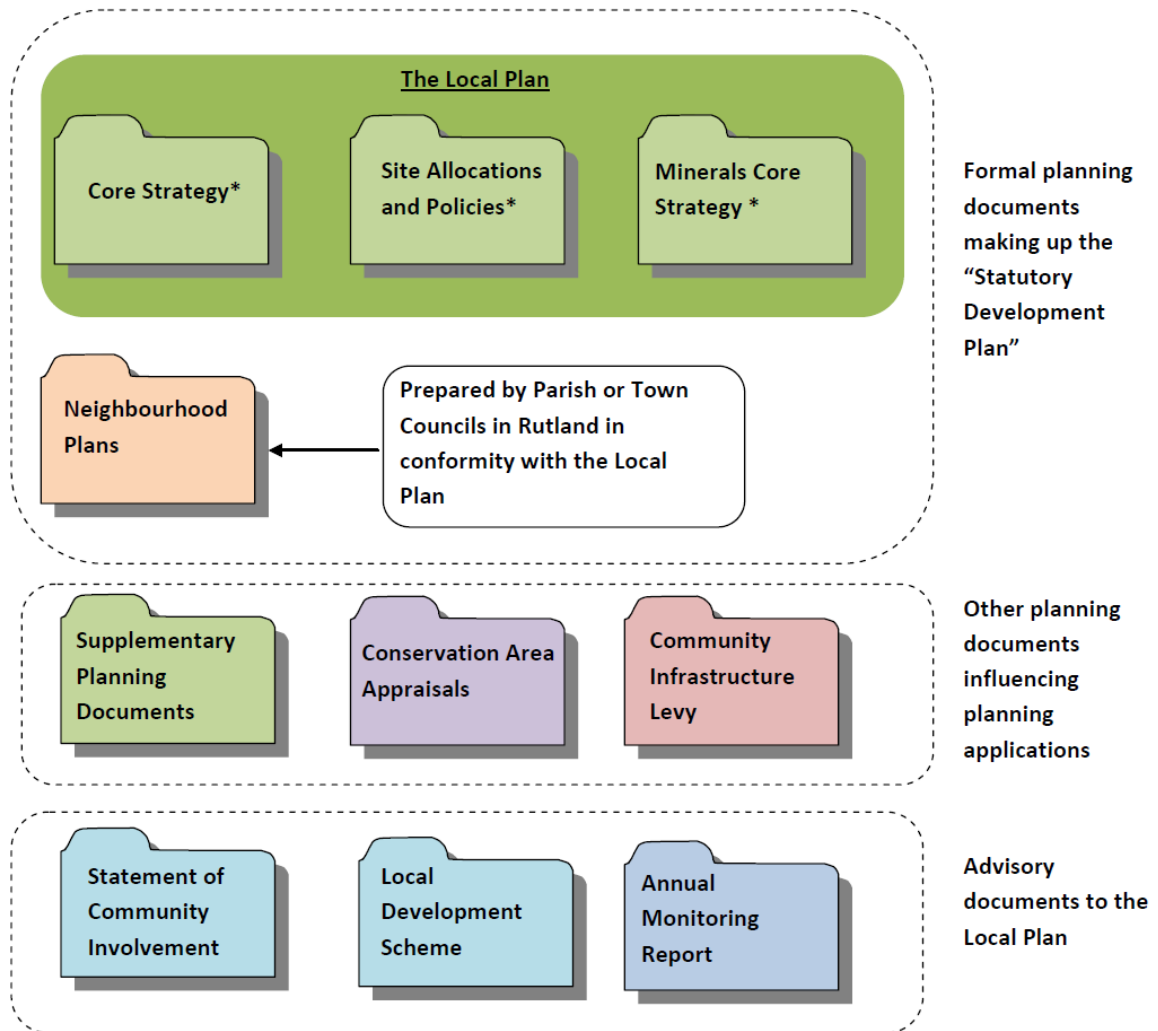 The Local Plan
Core Strategy*
Site Allocations
and Policies*
Minerals Core
Strategy *
Formal planning
documents
making up the
“Statutory
Development
Plan”
Neighbourhood
Plans
Prepared by Parish or Town
Councils in Rutland in
conformity with the Local
Plan
Supplementary
Planning
Documents
Conservation Area
Appraisals
Community
Infrastructure
Levy
Other planning
documents
influencing
planning
applications
Statement of
Community
Involvement
Local
Development
Scheme
Annual
Monitoring
Report
Advisory
documents to the
Local Plan